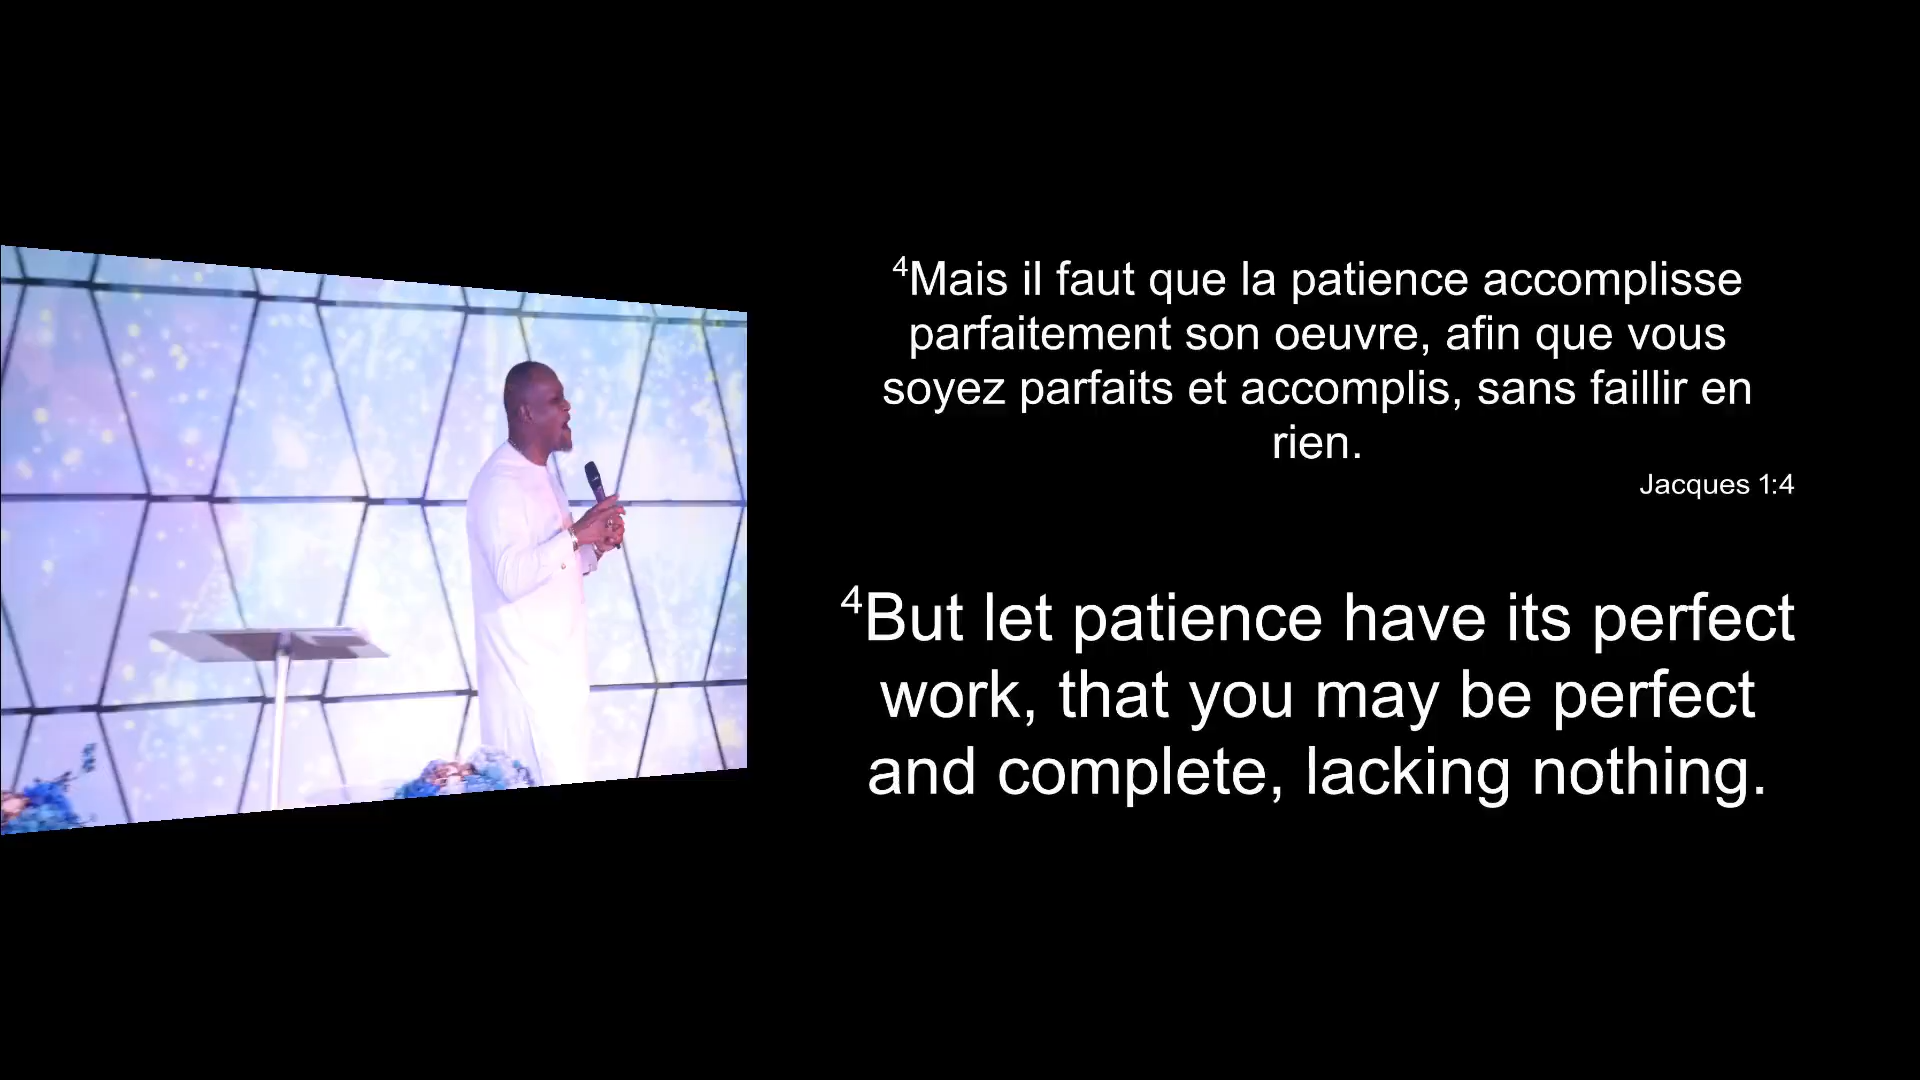 ⁴Mais il faut que la patience accomplisse
parfaitement son oeuvre, afin que vous
soyez parfaits et accomplis, sans faillir en
rien.
Jacques 1:4
⁴But let patience have its perfect
work, that you may be perfect
and complete, lacking nothing.